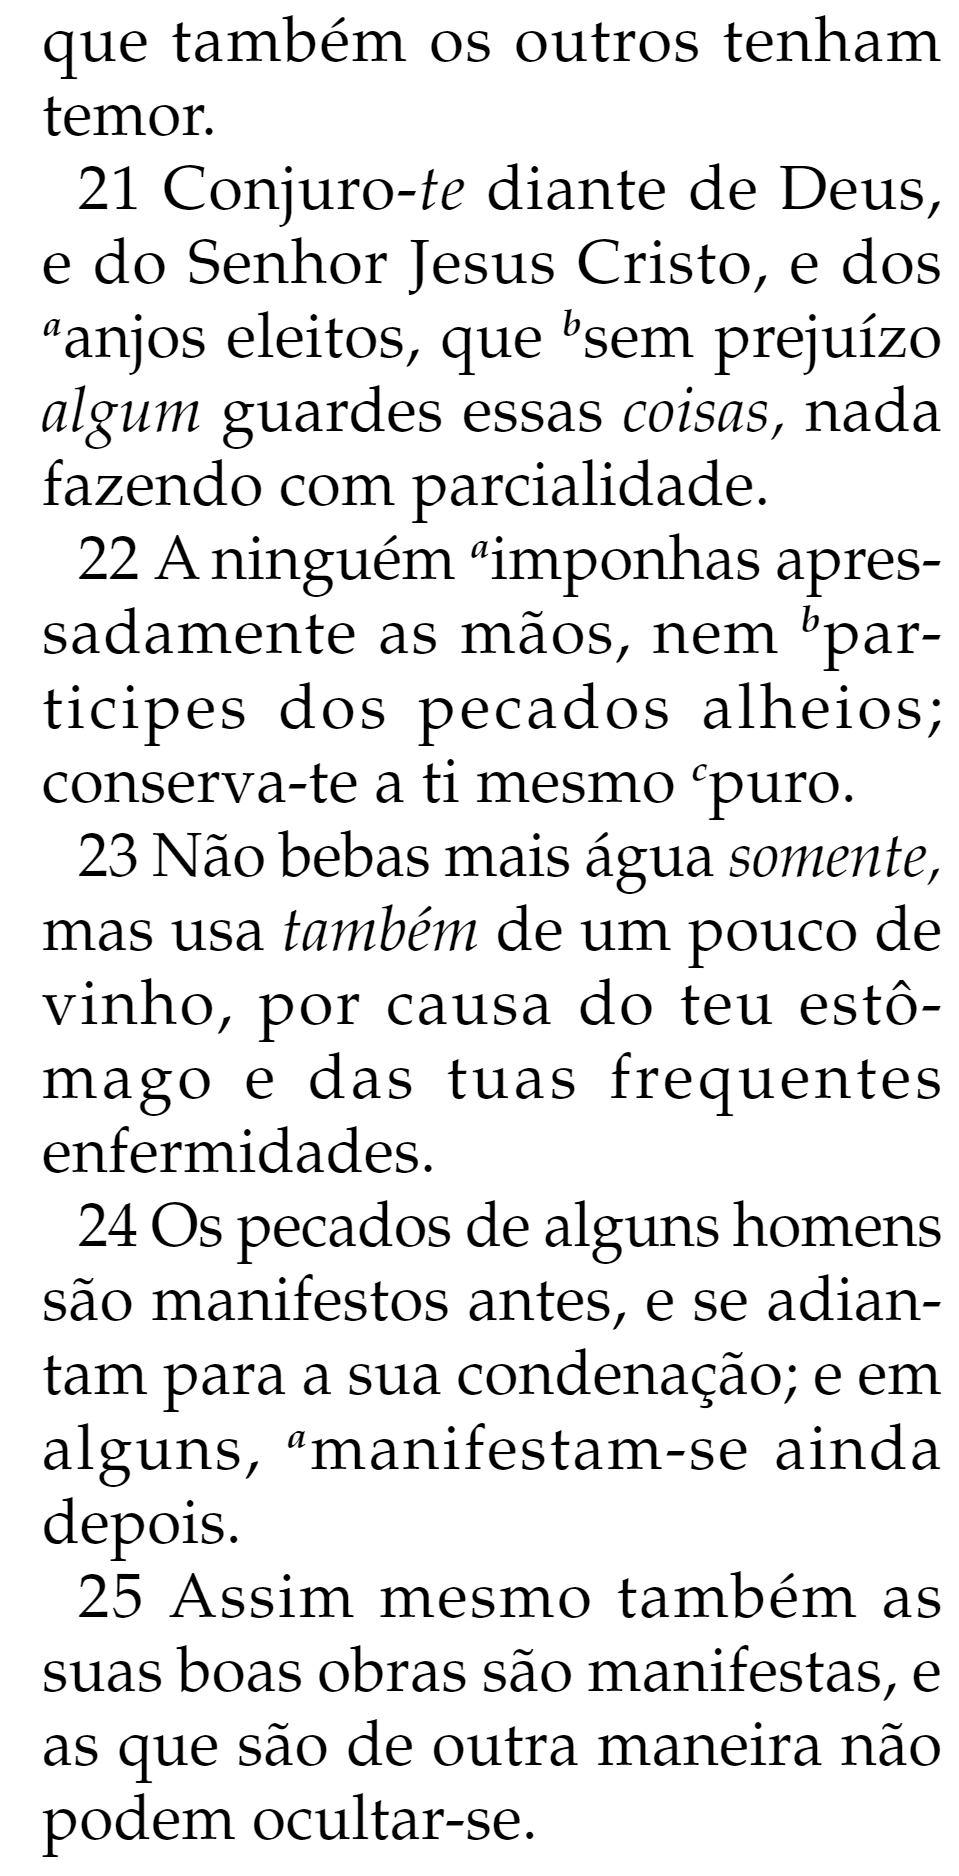 que também os outros tenham
temor.
21 Conjuro-te diante de Deus,
e do Senhor Jesus Cristo, e dos
ᵃanjos eleitos, que ᵇsem prejuízo
algum guardes essas coisas, nada
fazendo com parcialidade.
22 A ninguém ᵃimponhas apres-
sadamente as mãos, nem ᵇpar-
ticipes dos pecados alheios;
conserva-te a ti mesmo ᶜpuro.
23 Não bebas mais água somente,
mas usa também de um pouco de
vinho, por causa do teu estô-
mago e das tuas frequentes
enfermidades.
24 Os pecados de alguns homens
são manifestos antes, e se adian-
tam para a sua condenação; e em
alguns, ᵃmanifestam-se ainda
depois.
25 Assim mesmo também as
suas boas obras são manifestas, e
as que são de outra maneira não
podem ocultar-se.